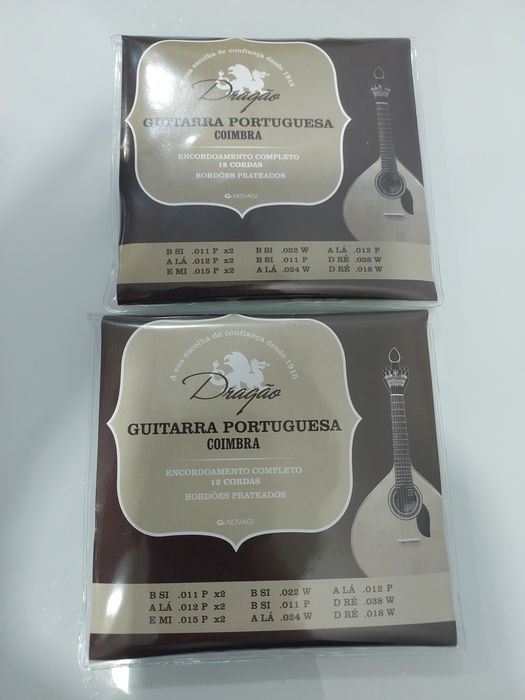 A sua escolha de confiança desde 1915
Dragão
GUITARRA PORTUGUESA
COIMBRA
ENCORDOAMENTO COMPLETO
12 CORDAS
BORDÕES PRATEADOS
G NOVAGI
B SI .011 P x2 B SI .022 W A LÁ .012 P
A LÁ .012 P x2 B SI .011 P D RÉ .038 W
E MI .015 P x2 A LÁ .024 W D RÉ .018 W
A sua escolha de confiança desde 1915
Dragão
GUITARRA PORTUGUESA
COIMBRA
ENCORDOAMENTO COMPLETO
12 CORDAS
BORDÕES PRATEADOS
G NOVAGI
B SI .011 P x2 B SI .022 W A LÁ .012 P
A LÁ .012 P x2 B SI .011 P D RÉ .038 W
E MI .015 P x2 A LÁ .024 W D RÉ .018 W